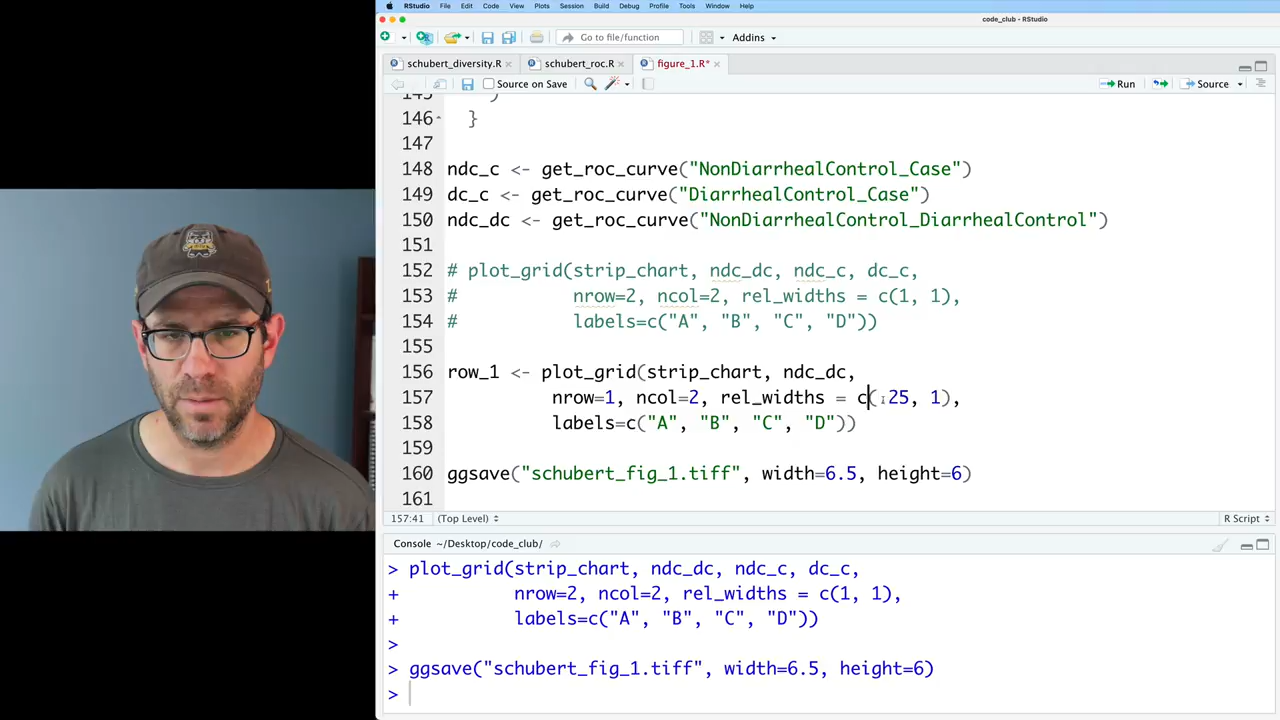 RStudio File Edit Code View Plots Session Build Debug Profile Tools Window Help
code_club - RStudio
Go to file/function Addins
schubert_diversity.R schubert_roc.R figure_1.R*
Source on Save Run Source
145 }
146 }
147
148 ndc_c <- get_roc_curve("NonDiarrhealControl_Case")
149 dc_c <- get_roc_curve("DiarrhealControl_Case")
150 ndc_dc <- get_roc_curve("NonDiarrhealControl_DiarrhealControl")
151
152 # plot_grid(strip_chart, ndc_dc, ndc_c, dc_c,
153 # nrow=2, ncol=2, rel_widths = c(1, 1),
154 # labels=c("A", "B", "C", "D"))
155
156 row_1 <- plot_grid(strip_chart, ndc_dc,
157 nrow=1, ncol=2, rel_widths = c(.25, 1),
158 labels=c("A", "B", "C", "D"))
159
160 ggsave("schubert_fig_1.tiff", width=6.5, height=6)
161
157:41 (Top Level) R Script
Console ~/Desktop/code_club/
> plot_grid(strip_chart, ndc_dc, ndc_c, dc_c,
+ nrow=2, ncol=2, rel_widths = c(1, 1),
+ labels=c("A", "B", "C", "D"))
>
> ggsave("schubert_fig_1.tiff", width=6.5, height=6)
>